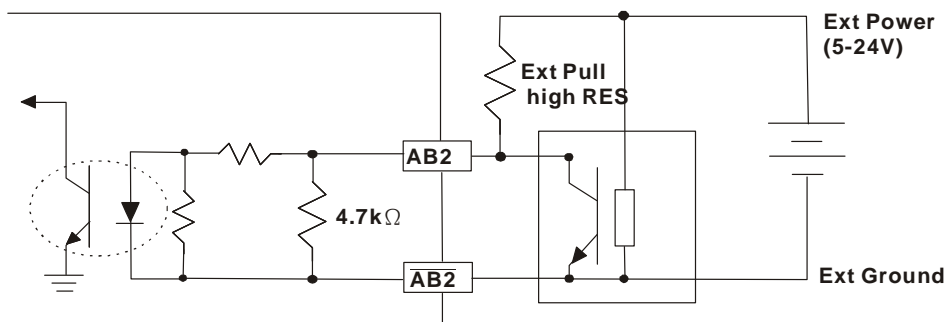 Ext Power
(5-24V)
Ext Pull
high RES
AB2
4.7kΩ
AB2
Ext Ground